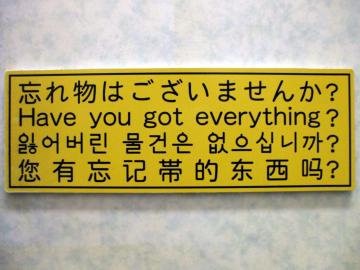 忘れ物はございませんか?
Have you got everything?
잃어버린 물건은 없으십니까?
您有忘记帯的东西吗?